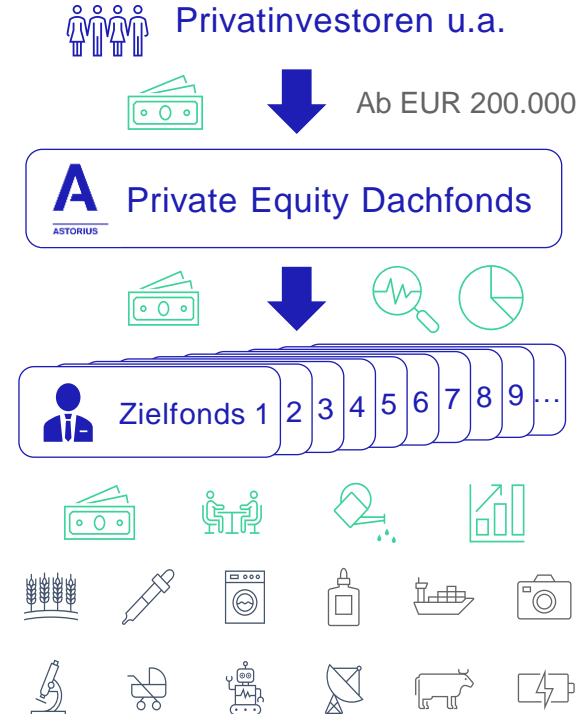 Privatinvestoren u.a.
Ab EUR 200.000
A
ASTORIUS
Private Equity Dachfonds
Zielfonds 1 2 3 4 5 6 7 8 9 ...